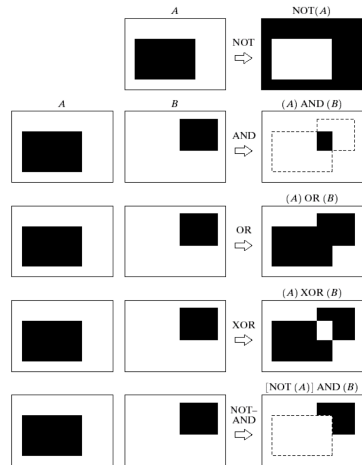 A
NOT(A)
NOT
A
B
(A) AND (B)
AND
(A) OR (B)
OR
(A) XOR (B)
XOR
[NOT (A)] AND (B)
NOT–
AND